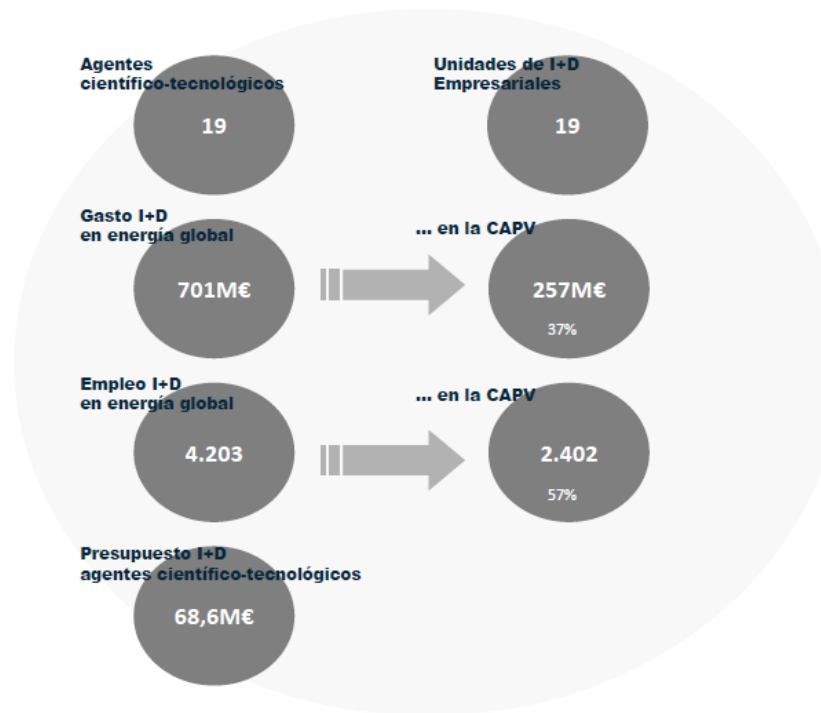 Agentes
científico-tecnológicos
19
Unidades de I+D
Empresariales
19
Gasto I+D
en energía global
701M€
... en la CAPV
257M€
37%
Empleo I+D
en energía global
4.203
... en la CAPV
2.402
57%
Presupuesto I+D
agentes científico-tecnológicos
68,6M€